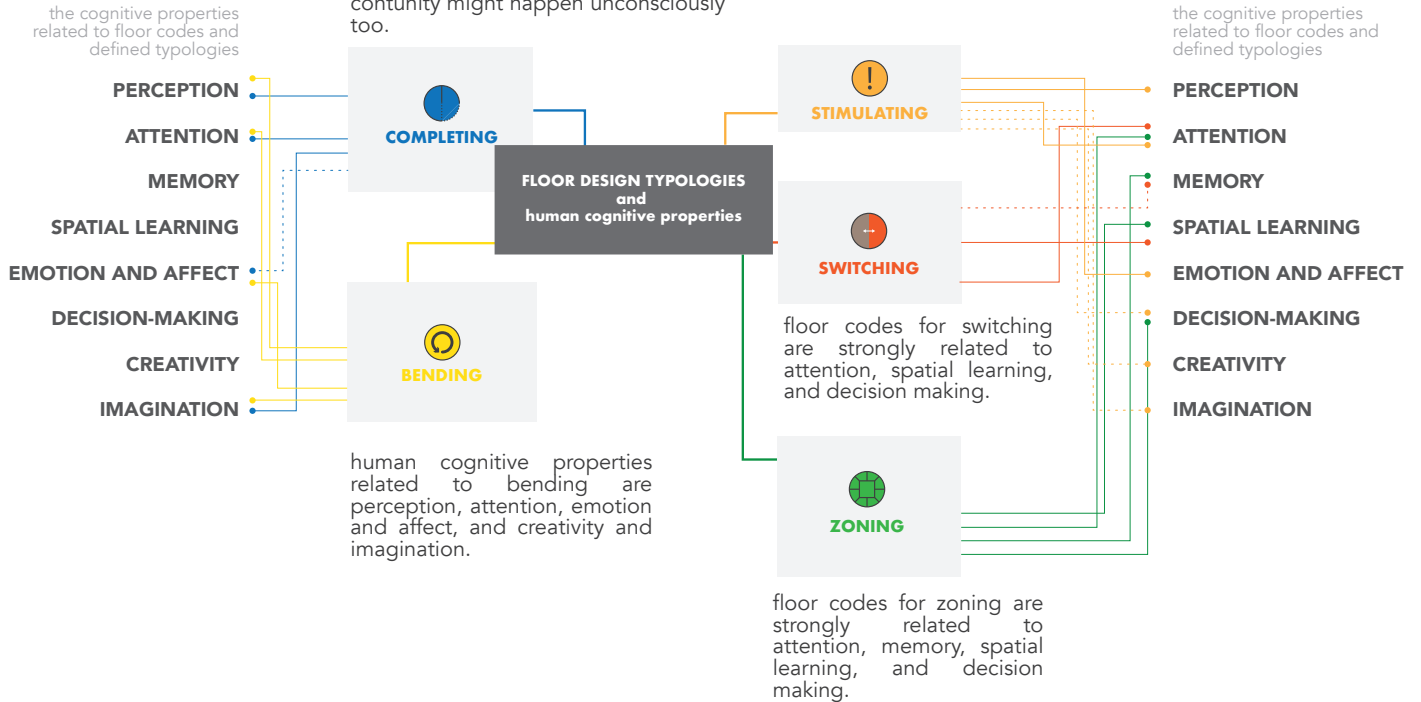 the cognitive properties
related to floor codes and
defined typologies
PERCEPTION
ATTENTION
MEMORY
SPATIAL LEARNING
EMOTION AND AFFECT
DECISION-MAKING
CREATIVITY
IMAGINATION
contunity might happen unconsciously
too.
COMPLETING
BENDING
human cognitive properties
related to bending are
perception, attention, emotion
and affect, and creativity and
imagination.
FLOOR DESIGN TYPOLOGIES
and
human cognitive properties
!
STIMULATING
SWITCHING
floor codes for switching
are strongly related to
attention, spatial learning,
and decision making.
ZONING
floor codes for zoning are
strongly related to
attention, memory, spatial
learning, and decision
making.
the cognitive properties
related to floor codes and
defined typologies
PERCEPTION
ATTENTION
MEMORY
SPATIAL LEARNING
EMOTION AND AFFECT
DECISION-MAKING
CREATIVITY
IMAGINATION